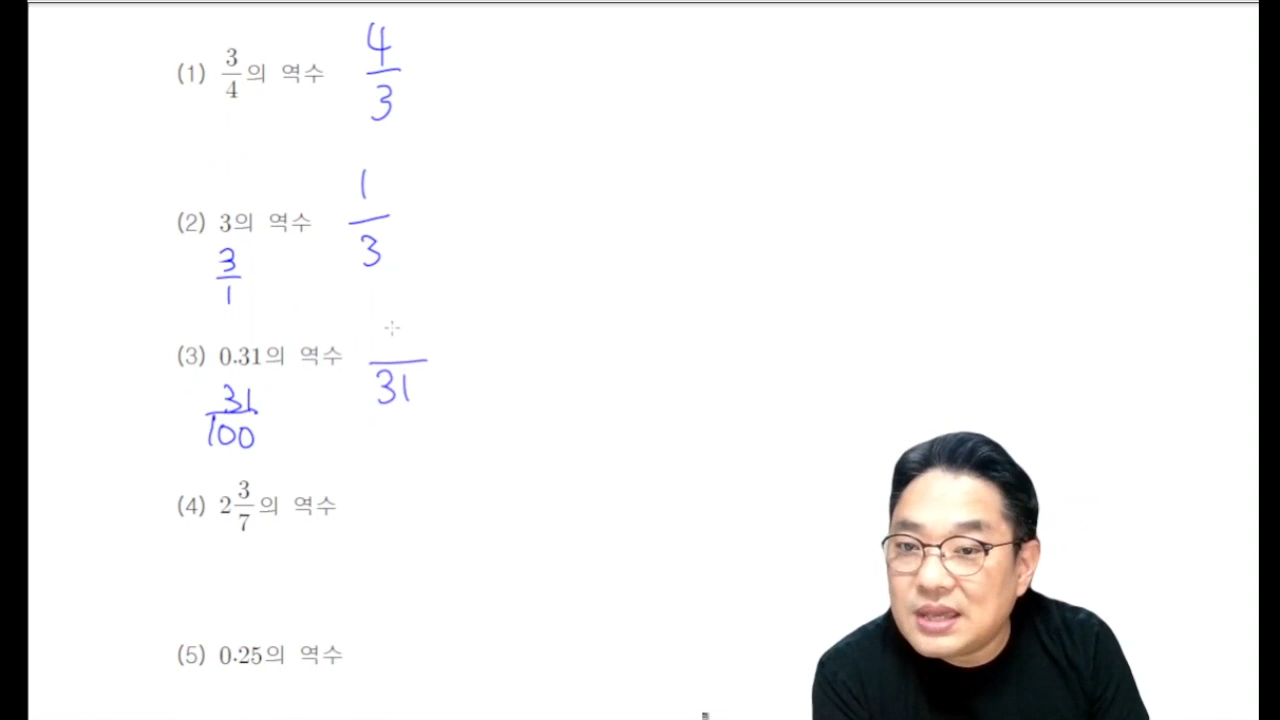 (1) 3/4의 역수 4/3
(2) 3의 역수 1/3
3/1
(3) 0.31의 역수 /31
31/100
(4) 2 3/7의 역수
(5) 0.25의 역수